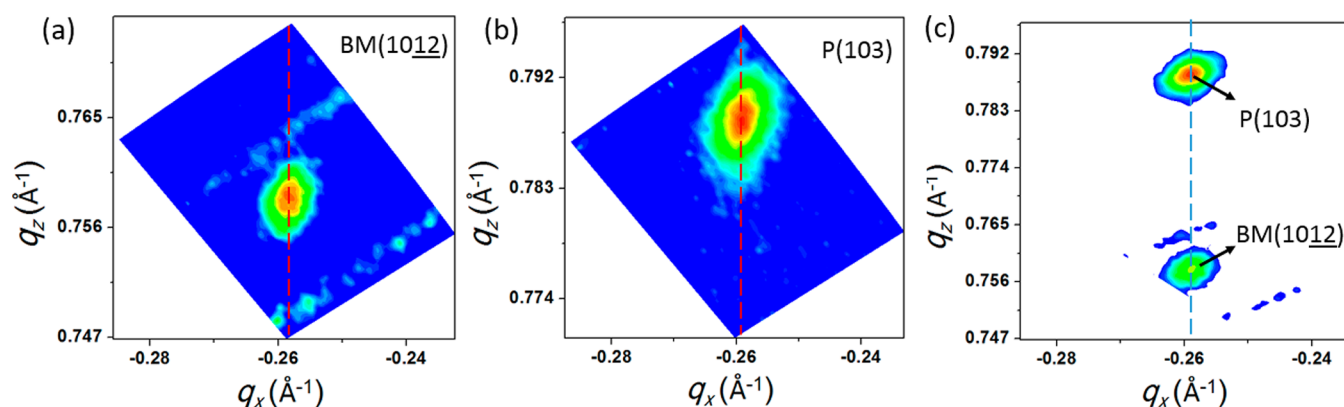 (a)
BM(1012)
0.765
0.756
0.747
-0.28
-0.26
-0.24
qz (Å-1)
qx (Å-1)
(b)
P(103)
0.792
0.783
0.774
-0.28
-0.26
-0.24
qz (Å-1)
qx (Å-1)
(c)
0.792
0.783
0.774
0.765
0.756
0.747
P(103)
BM(1012)
-0.28
-0.26
-0.24
qz (Å-1)
qx (Å-1)